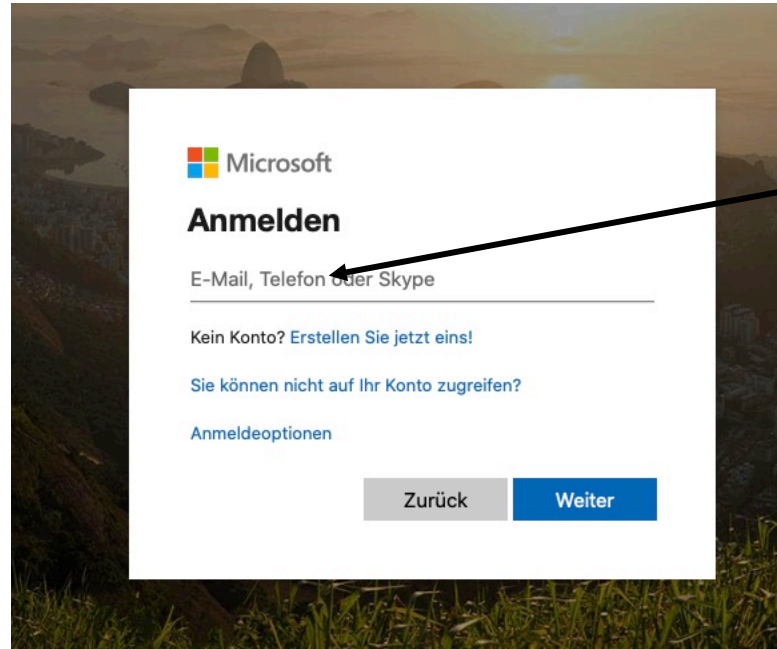 Microsoft
Anmelden
E-Mail, Telefon oder Skype
Kein Konto? Erstellen Sie jetzt eins!
Sie können nicht auf Ihr Konto zugreifen?
Anmeldeoptionen
Zurück Weiter